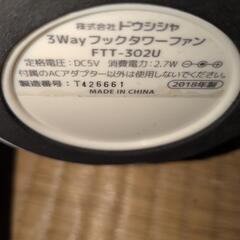 株式会社ドウシシャ
3Wayフックタワーファン
FTT-302U
定格電圧：DC5V 消費電力：2.7W
付属のACアダプター以外は使用しないでください。
製造番号：T426661 2018年製
MADE IN CHINA